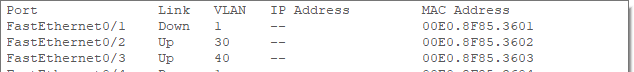 Port Link VLAN IP Address MAC Address
FastEthernet0/1 Down 1 -- 00E0.8F85.3601
FastEthernet0/2 Up 30 -- 00E0.8F85.3602
FastEthernet0/3 Up 40 -- 00E0.8F85.3603